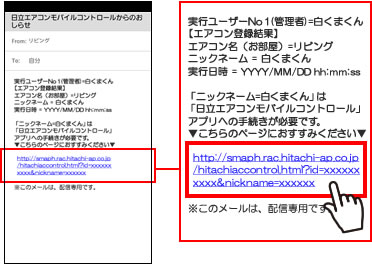 日立エアコンモバイルコントロールからのお
しらせ
From: リビング
To: 自分
実行ユーザーNo1(管理者)=白くまくん
【エアコン登録結果】
エアコン名（お部屋）=リビング
ニックネーム = 白くまくん
実行日時 = YYYY/MM/DD hh:mm:ss
「ニックネーム=白くまくん」は
「日立エアコンモバイルコントロール」
アプリへの手続きが必要です。
▼こちらのページにおすすみください▼
http://smaph.rac.hitachi-ap.co.jp
/hitachiaccontrol.html?id=xxxxxx
xxxx&nickname=xxxxxx
※このメールは、配信専用です。
実行ユーザーNo1(管理者)=白くまくん
【エアコン登録結果】
エアコン名（お部屋）=リビング
ニックネーム = 白くまくん
実行日時 = YYYY/MM/DD hh:mm:ss
「ニックネーム=白くまくん」は
「日立エアコンモバイルコントロール」
アプリへの手続きが必要です。
▼こちらのページにおすすみください▼
http://smaph.rac.hitachi-ap.co.jp
/hitachiaccontrol.html?id=xxxxxx
xxxx&nickname=xxxxxx
※このメールは、配信専用です